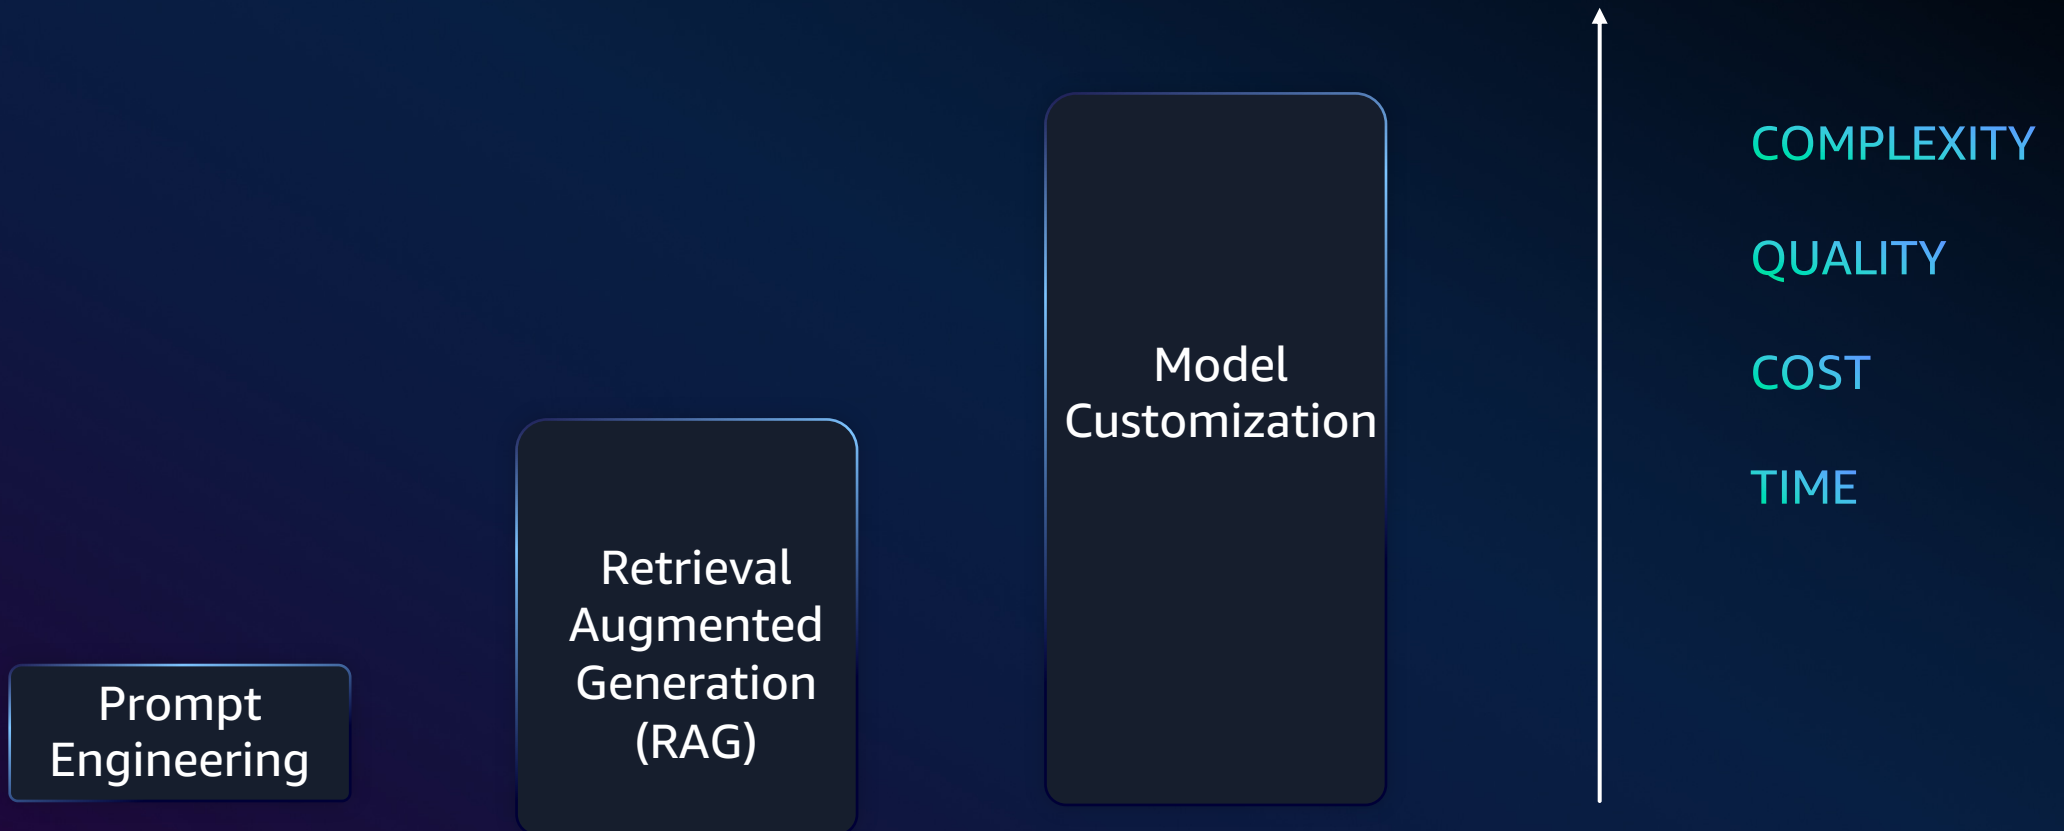 Prompt
Engineering
Retrieval
Augmented
Generation
(RAG)
Model
Customization
COMPLEXITY
QUALITY
COST
TIME